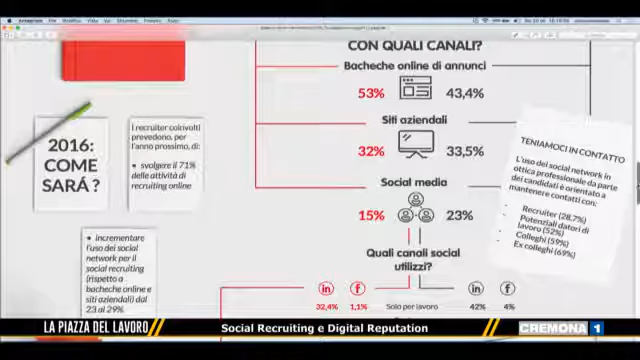 CON QUALI CANALI?
Bacheche online di annunci
53% 43,4%
Siti aziendali
32% 33,5%
Social media
15% 23%
Quali canali social
utilizzi?
in f in f
32,4% 1,1% Solo per lavoro 42% 4%
2016:
COME
SARÁ ?
I recruiter coinvolti
prevedono, per
l'anno prossimo, di:
• svolgere il 71%
delle attività di
recruiting online
• incrementare
l'uso dei social
network per il
social recruiting
(rispetto a
bacheche online e
siti aziendali) dal
23 al 29%
TENIAMOCI IN CONTATTO
L'uso dei social network in
ottica professionale da parte
dei candidati è orientato a
mantenere contatti con:
- Recruiter (28,7%)
- Potenziali datori di
lavoro (52%)
- Colleghi (59%)
- Ex colleghi (69%)
LA PIAZZA DEL LAVORO
Social Recruiting e Digital Reputation
CREMONA 1